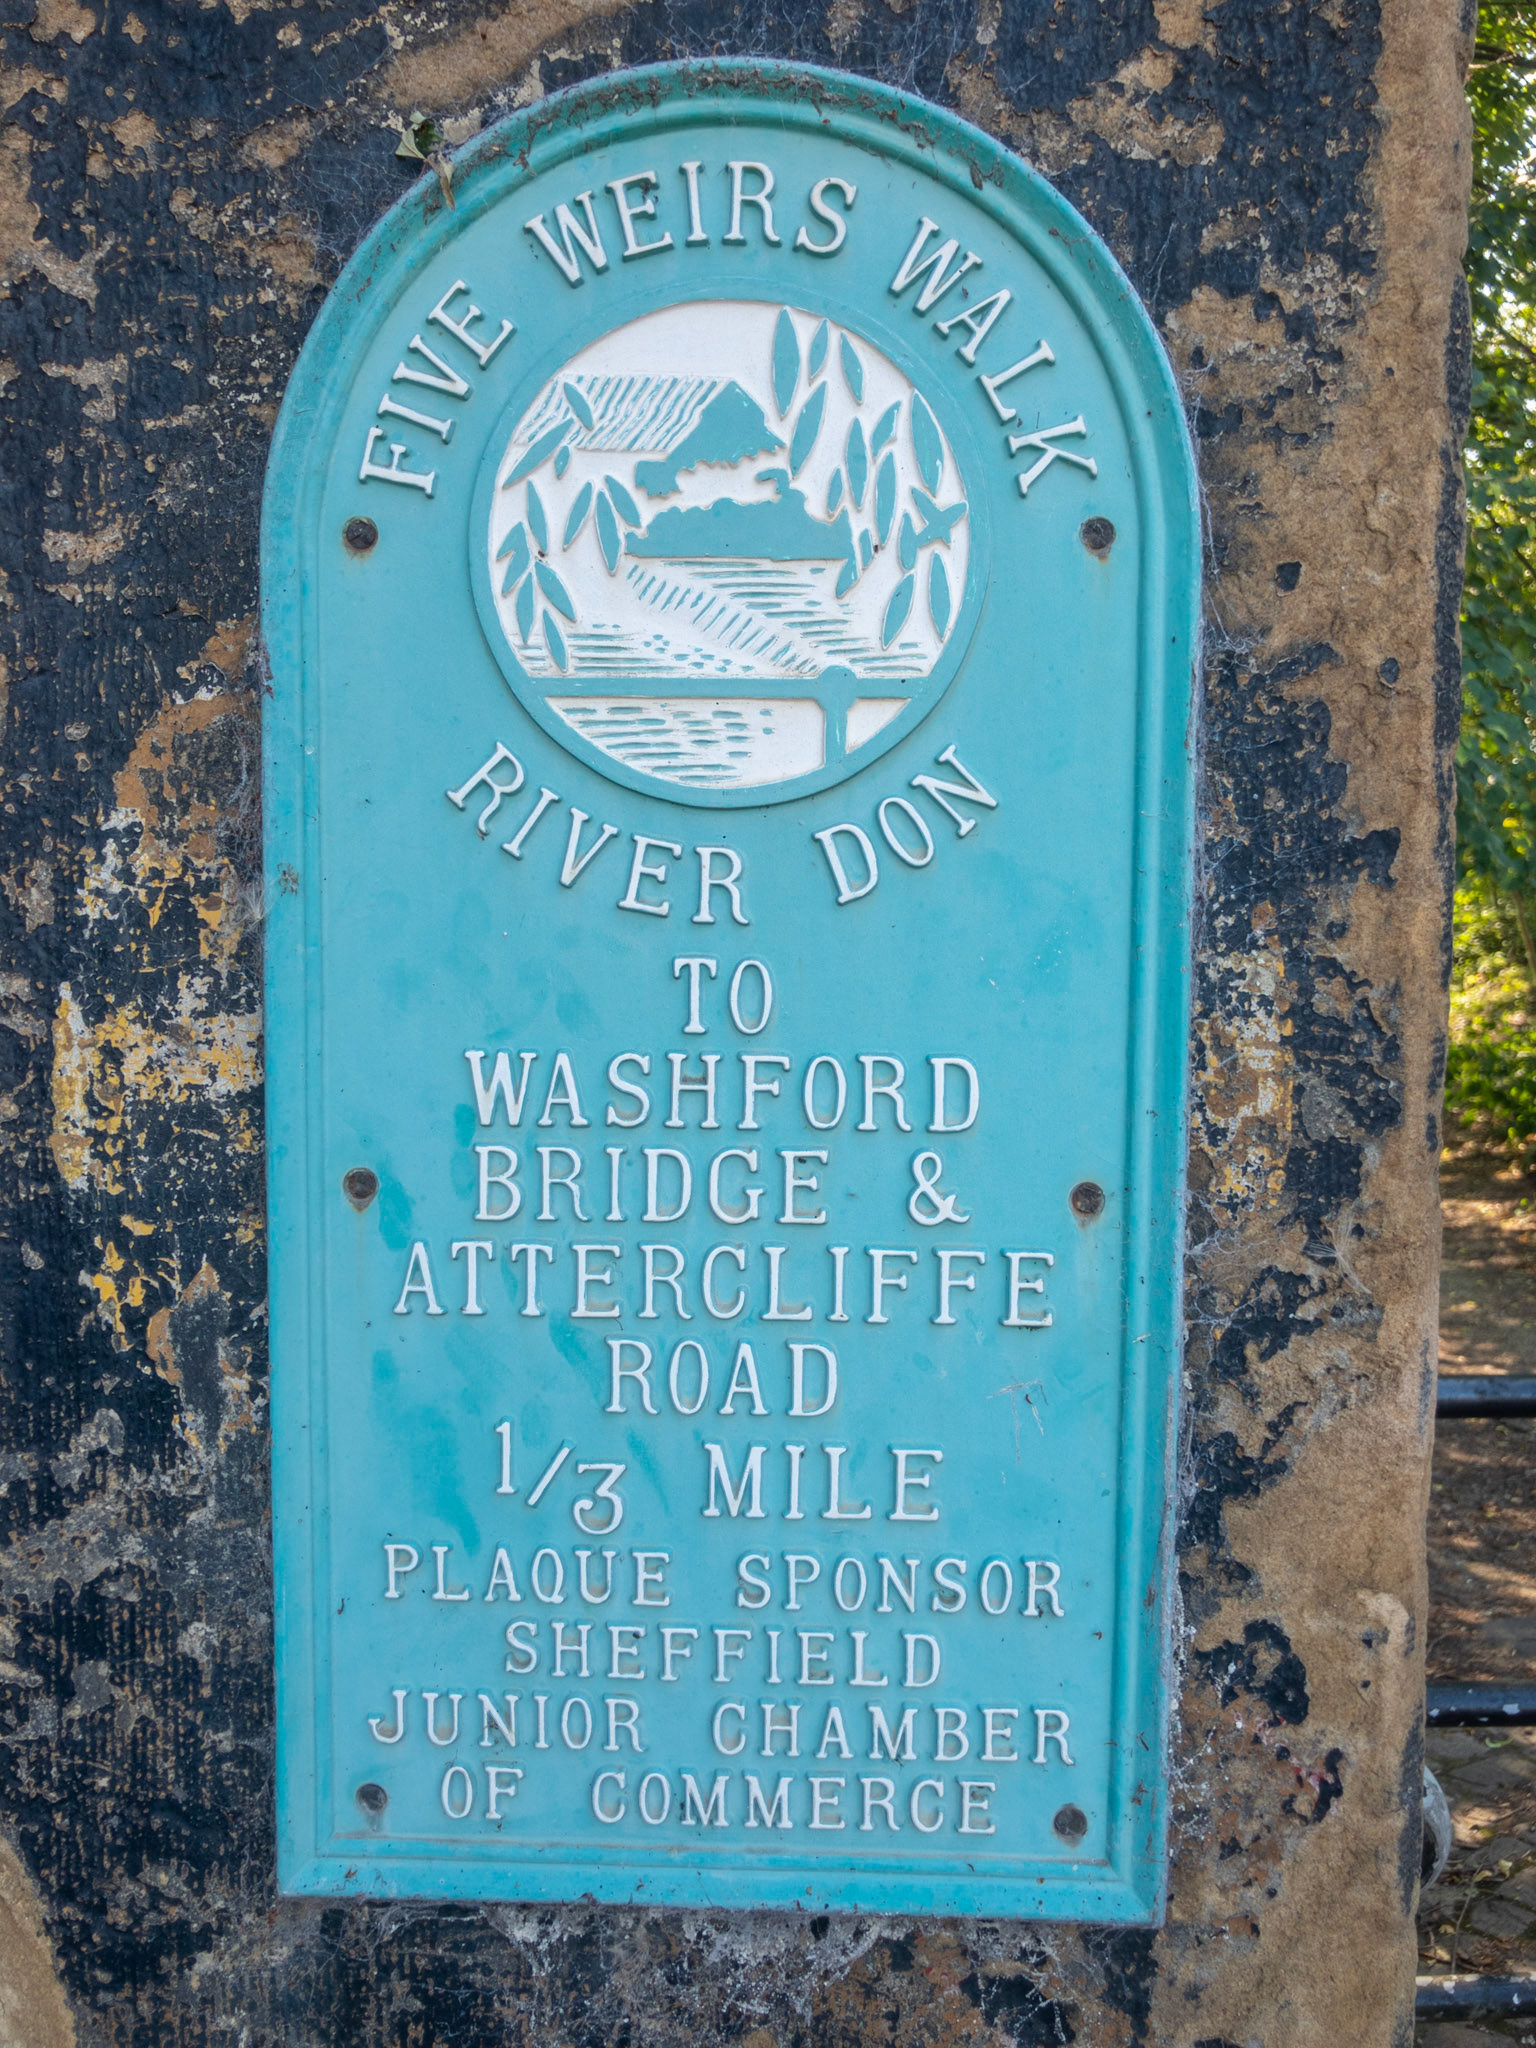 FIVE WEIRS WALK
RIVER DON
TO
WASHFORD
BRIDGE &
ATTERCLIFFE
ROAD
1/3 MILE
PLAQUE SPONSOR
SHEFFIELD
JUNIOR CHAMBER
OF COMMERCE